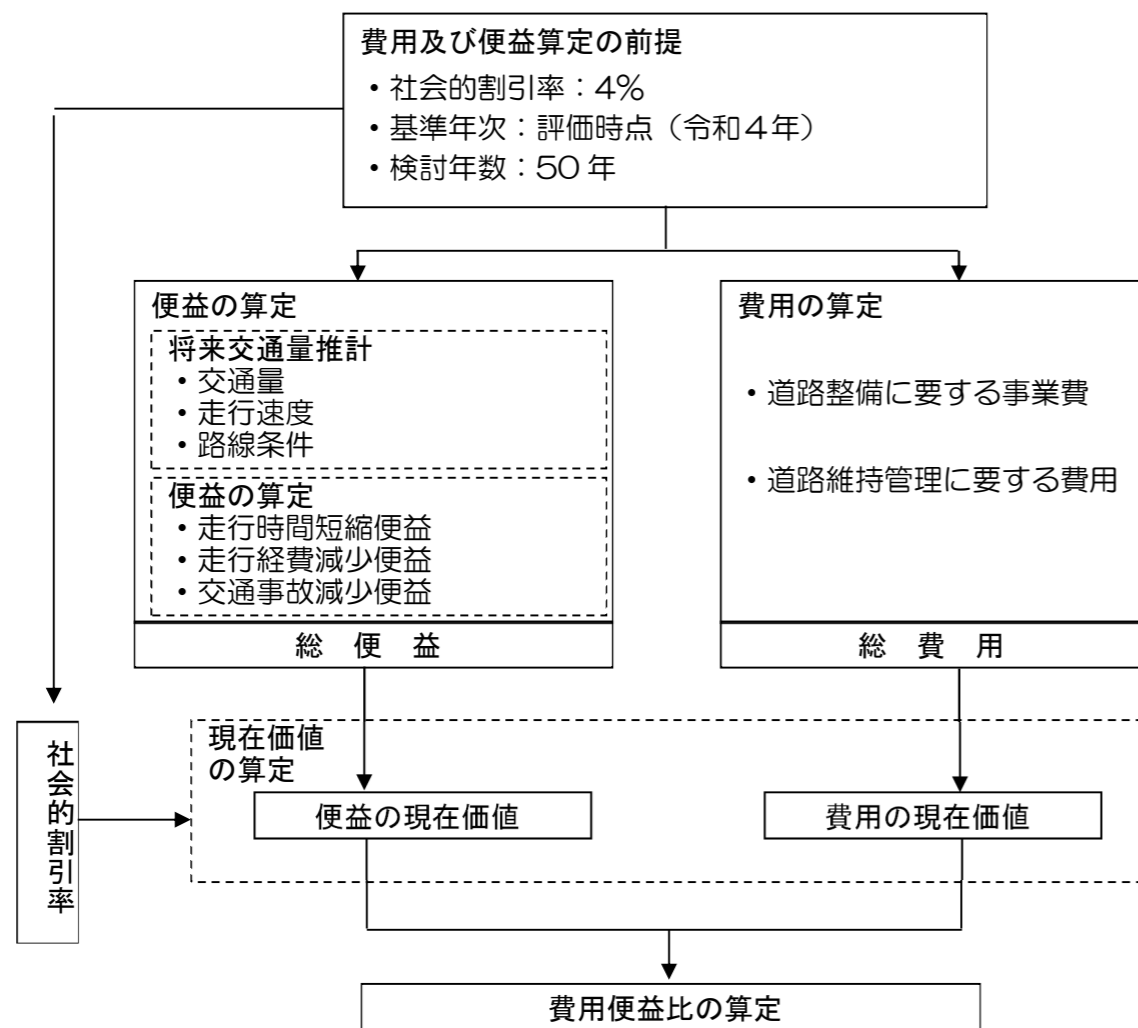 費用及び便益算定の前提
・社会的割引率：4%
・基準年次：評価時点（令和４年）
・検討年数：50 年
便益の算定
将来交通量推計
・交通量
・走行速度
・路線条件
便益の算定
・走行時間短縮便益
・走行経費減少便益
・交通事故減少便益
総　便　益
費用の算定
・道路整備に要する事業費
・道路維持管理に要する費用
総　費　用
社会的割引率
現在価値
の算定
便益の現在価値
費用の現在価値
費用便益比の算定